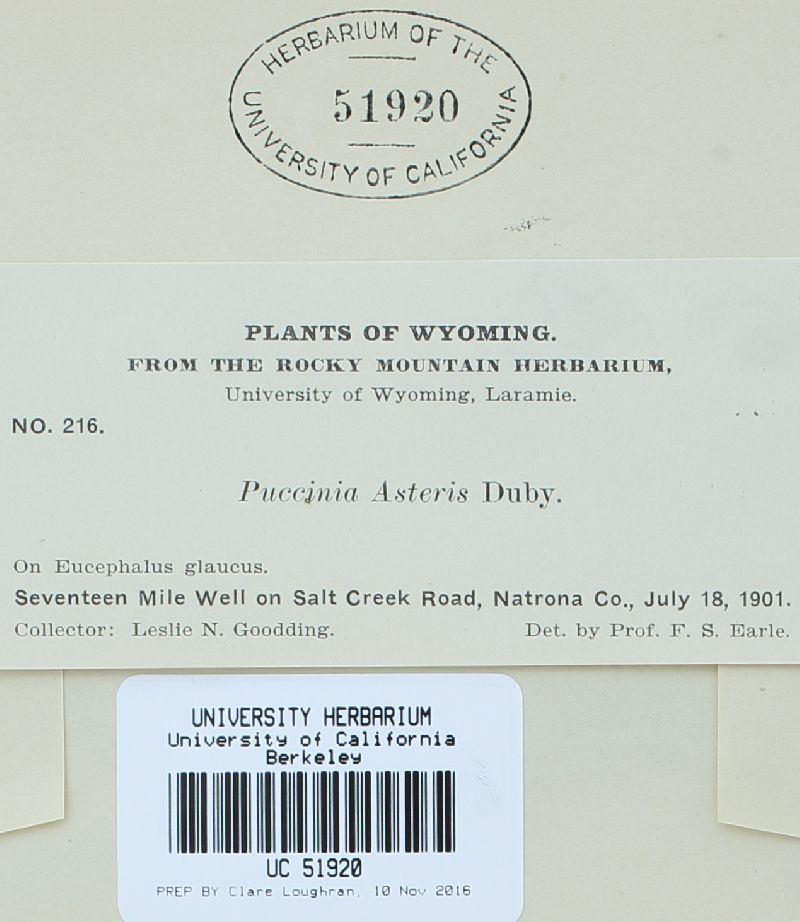 HERBARIUM OF THE
51920
UNIVERSITY OF CALIFORNIA
PLANTS OF WYOMING.
FROM THE ROCKY MOUNTAIN HERBARIUM,
University of Wyoming, Laramie.
NO. 216.
Puccinia Asteris Duby.
On Eucephalus glaucus.
Seventeen Mile Well on Salt Creek Road, Natrona Co., July 18, 1901.
Collector: Leslie N. Goodding. Det. by Prof. F. S. Earle.
UNIVERSITY HERBARIUM
University of California
Berkeley
UC 51920
PREP BY Clare Loughran, 10 Nov 2016